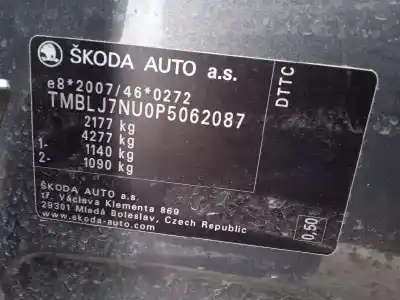 ŠKODA AUTO a.s.
e8*2007/46*0272
TMBLJ7NU0P5062087
2177 kg
4277 kg
1- 1140 kg
2- 1090 kg
ŠKODA AUTO a.s.
tř. Václava Klementa 869
29301 Mladá Boleslav, Czech Republic
www.skoda-auto.com
DTTC
0,50